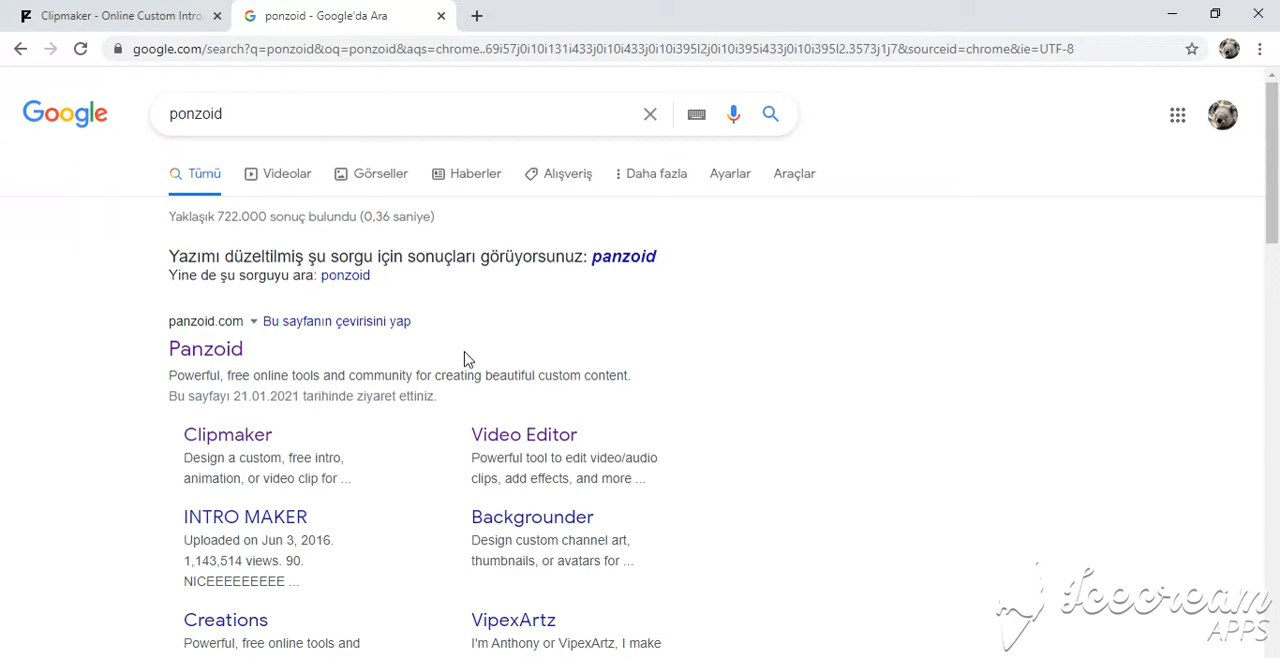 Clipmaker - Online Custom Intro,
ponzoid - Google'da Ara
google.com/search?q=ponzoid&oq=ponzoid&aqs=chrome..69i57j0i10i131i433j0i10i433j0i10i395l2j0i10i395i433j0i10i395l2.3573j1j7&sourceid=chrome&ie=UTF-8
Google
ponzoid
Tümü
Videolar
Görseller
Haberler
Alışveriş
Daha fazla
Ayarlar
Araçlar
Yaklaşık 722.000 sonuç bulundu (0,36 saniye)
Yazımı düzeltilmiş şu sorgu için sonuçları görüyorsunuz: panzoid
Yine de şu sorguyu ara: ponzoid
panzoid.com Bu sayfanın çevirisini yap
Panzoid
Powerful, free online tools and community for creating beautiful custom content.
Bu sayfayı 21.01.2021 tarihinde ziyaret ettiniz.
Clipmaker
Design a custom, free intro,
animation, or video clip for ...
Video Editor
Powerful tool to edit video/audio
clips, add effects, and more ...
INTRO MAKER
Uploaded on Jun 3, 2016.
1,143,514 views. 90.
NICEEEEEEEEE ...
Backgrounder
Design custom channel art,
thumbnails, or avatars for ...
Creations
Powerful, free online tools and
VipexArtz
I'm Anthony or VipexArtz, I make
Icecream
APPS